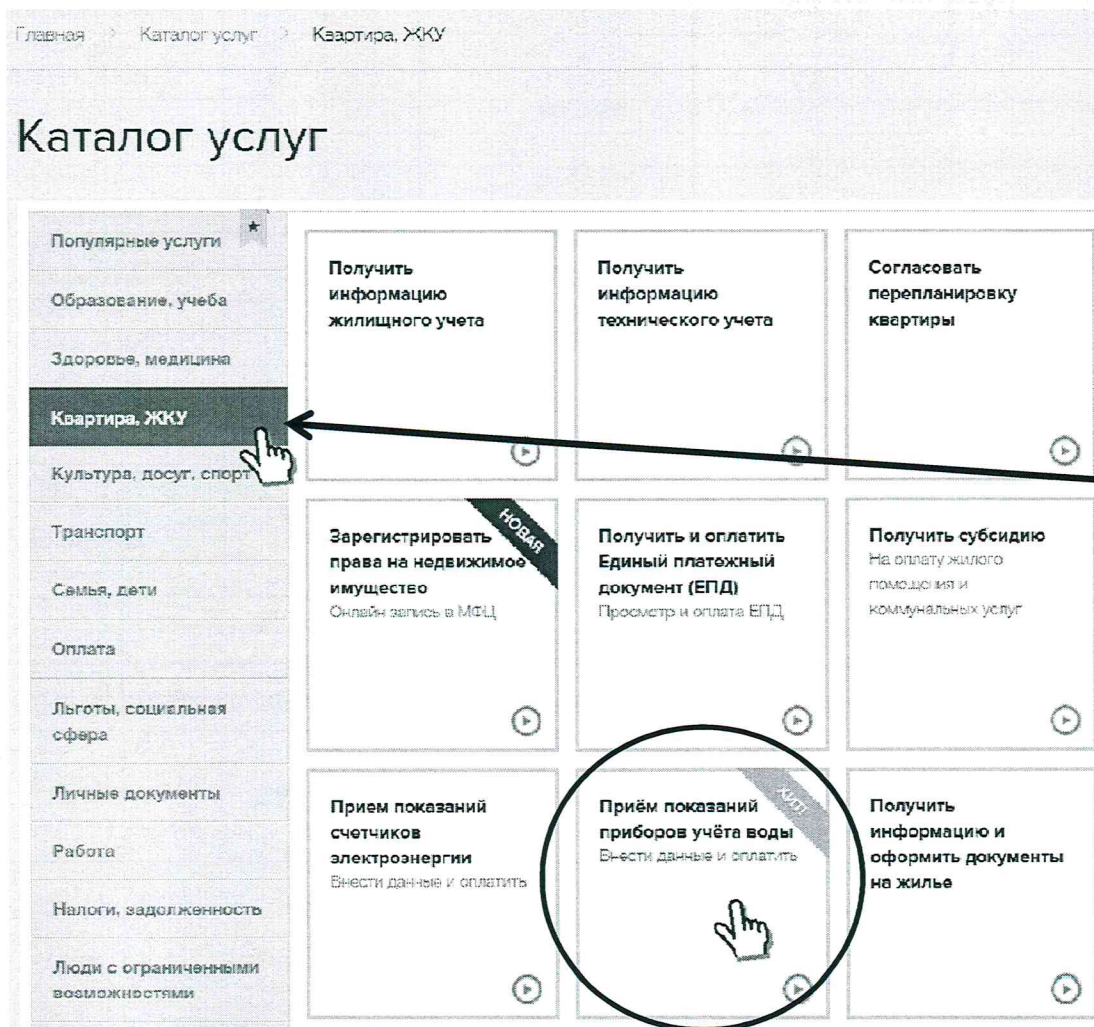 Главная > Каталог услуг > Квартира, ЖКУ
Каталог услуг
Популярные услуги
Образование, учеба
Здоровье, медицина
Квартира, ЖКУ
Культура, досуг, спорт
Транспорт
Семья, дети
Оплата
Льготы, социальная
сфера
Личные документы
Работа
Налоги, задолженность
Люди с ограниченными
возможностями
Получить
информацию
жилищного учета
Получить
информацию
технического учета
Согласовать
перепланировку
квартиры
НОВАЯ
Зарегистрировать
права на недвижимое
имущество
Онлайн запись в МФЦ
Получить и оплатить
Единый платежный
документ (ЕПД)
Просмотр и оплата ЕПД
Получить субсидию
На оплату жилого
помещения и
коммунальных услуг
Прием показаний
счетчиков
электроэнергии
Внести данные и оплатить
ХИТ!
Приём показаний
приборов учёта воды
Внести данные и оплатить
Получить
информацию и
оформить документы
на жилье